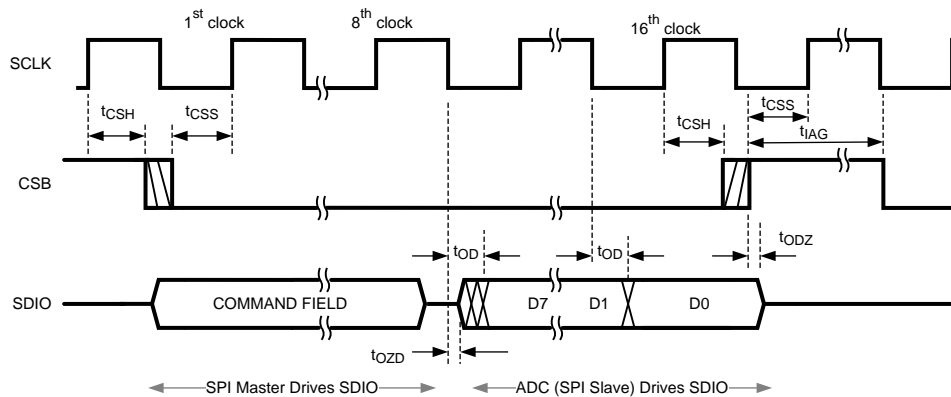 1st clock
8th clock
16th clock
SCLK
tCSH
tCSS
tCSH
tCSS
tIAG
CSB
tOD
tOD
tODZ
SDIO
COMMAND FIELD
D7
D1
D0
tOZD
SPI Master Drives SDIO
ADC (SPI Slave) Drives SDIO